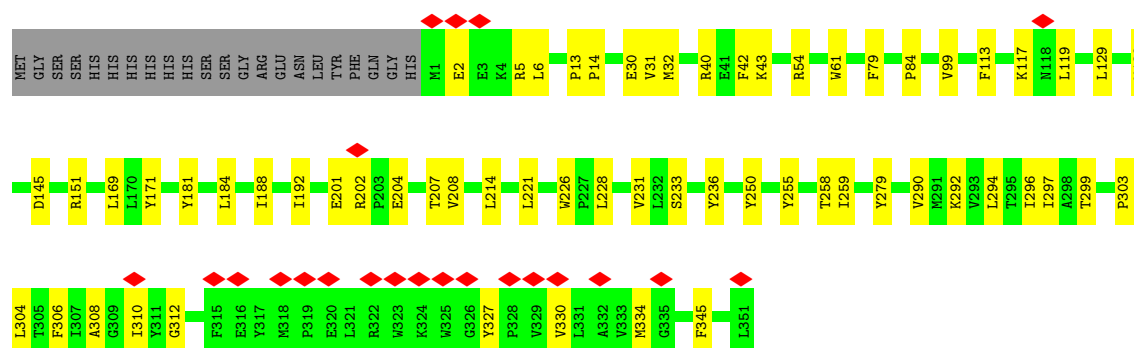 MET GLY SER SER HIS HIS HIS HIS HIS HIS SER SER GLY ARG GLU ASN LEU TYR PHE GLN GLY HIS M1 E2 E3 K4 R5 L6 P13 P14 E30 V31 M32 R40 E41 F42 K43 R54 W61 F79 P84 V99 F113 K117 N118 L119 L129
D145 R151 L169 L170 Y171 Y181 L184 I188 I192 E201 R202 P203 E204 T207 V208 L214 L221 W226 P227 L228 V231 L232 S233 Y236 Y250 Y255 T258 I259 Y279 V290 M291 K292 V293 L294 T295 I296 I297 A298 T299 P303
L304 T305 F306 I307 A308 G309 I310 Y311 G312 F315 E316 Y317 M318 P319 E320 L321 R322 W323 K324 W325 G326 Y327 P328 V329 V330 L331 A332 V333 M334 G335 F345 L351